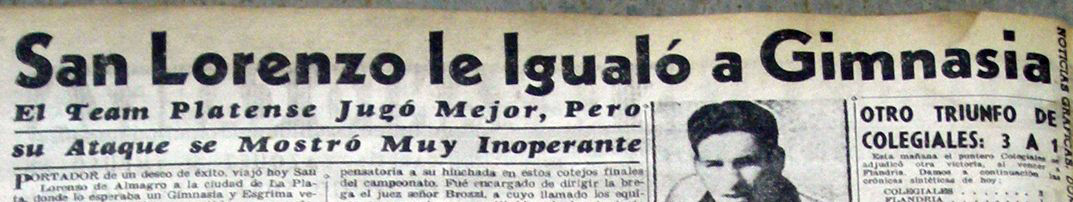 San Lorenzo le Igualó a Gimnasia
El Team Platense Jugó Mejor, Pero
su Ataque se Mostró Muy Inoperante
PORTADOR de un deseo de éxito, viajó hoy San
Lorenzo de Almagro a la ciudad de La Pla-
ta, donde lo esperaba un Gimnasia y Esgrima
pensatoria a su hinchada en estos cotejos finales
del campeonato. Fué encargado de dirigir la bre-
ga el juez señor Brozzi, a cuyo llamado los equi-
OTRO TRIUNFO DE
COLEGIALES: 3 A 1
Esta mañana el puntero Colegiales
adjudicó otra victoria, al vencer
Flandria. Damos a continuación las
crónicas sintéticas de hoy:
COLEGIALES . . . . . . 3
FLANDRIA
NOTICIAS GRAFICAS